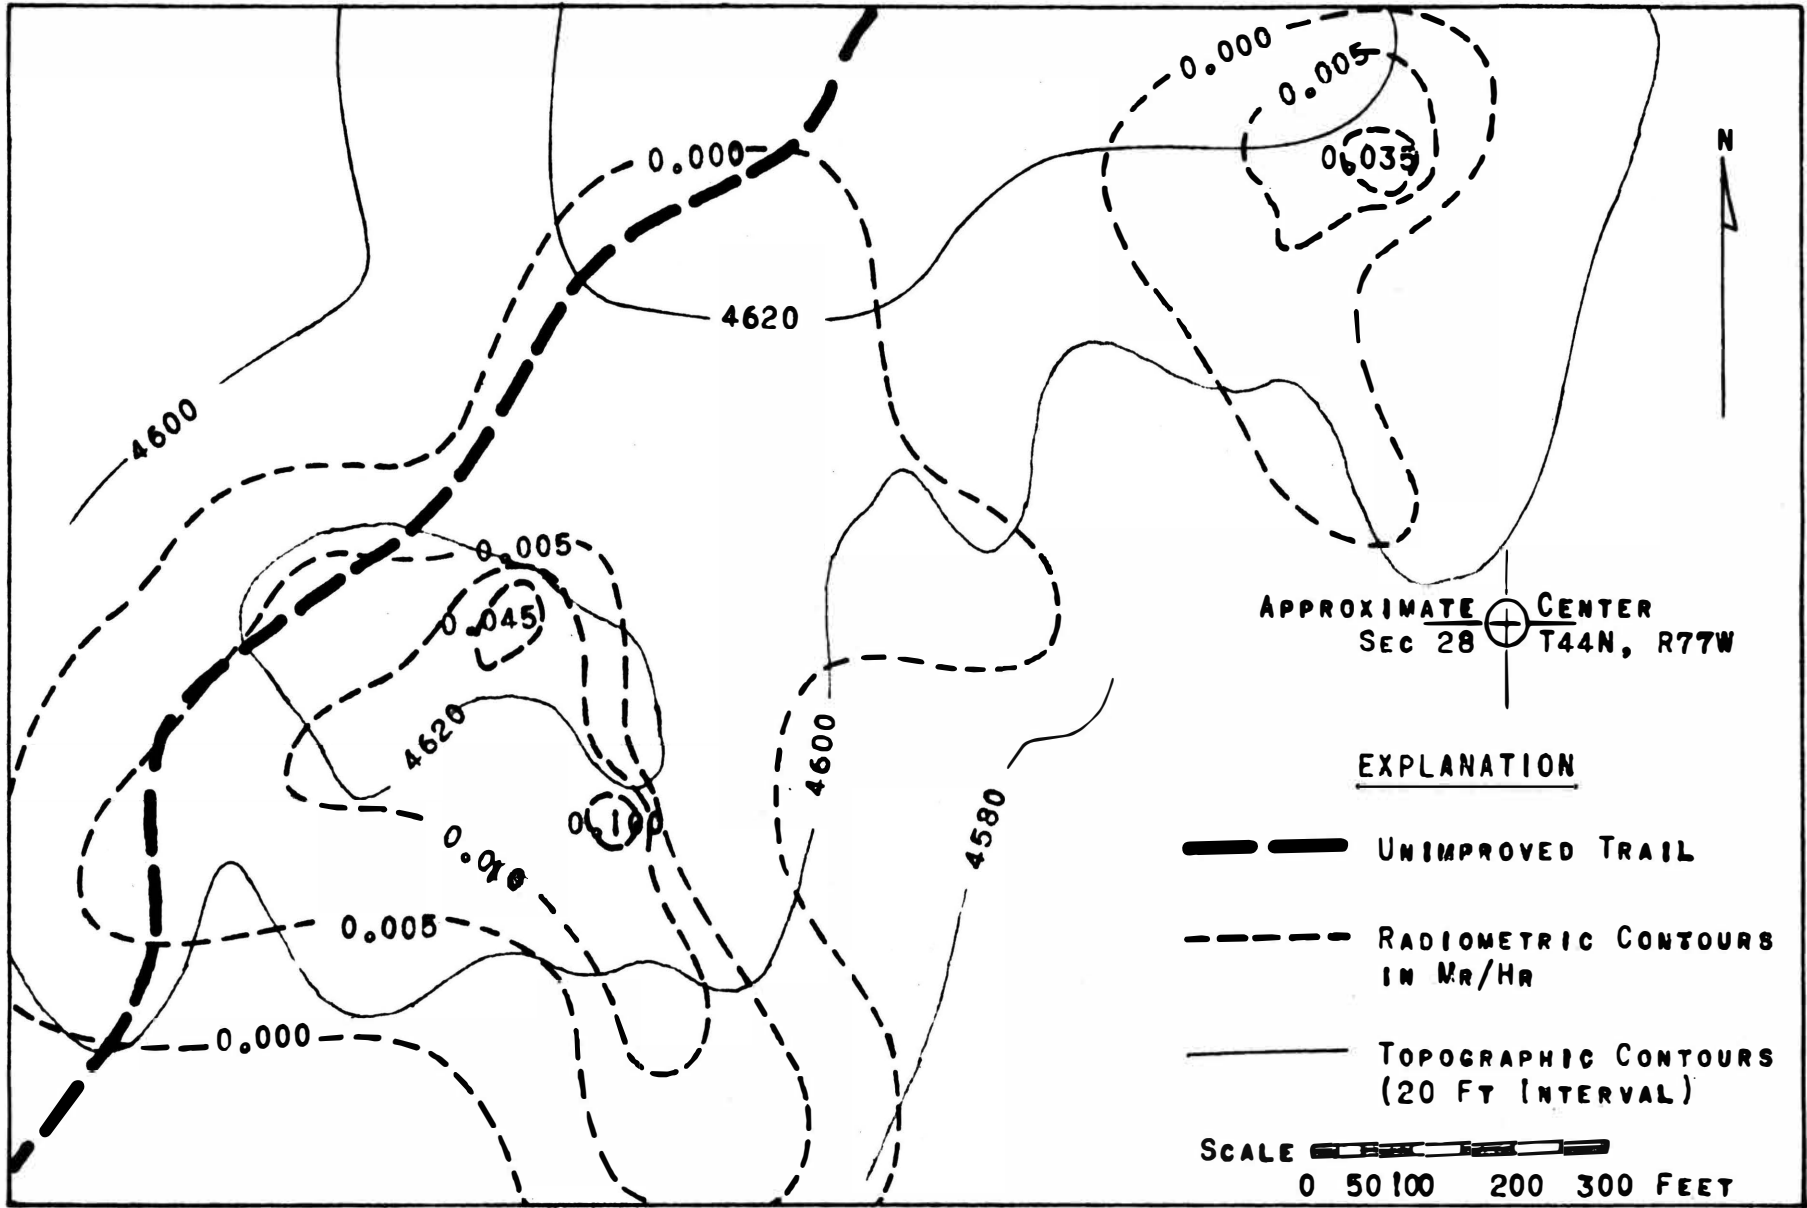 0.000
0.005
0.000
0.035
N
4620
4600
0.005
0.045
APPROXIMATE CENTER
SEC 28 T44N, R77W
4620
4600
EXPLANATION
4580
0.100
UNIMPROVED TRAIL
0.005
RADIOMETRIC CONTOURS
IN MR/HR
0.000
TOPOGRAPHIC CONTOURS
(20 FT INTERVAL)
SCALE
0 50 100 200 300 FEET